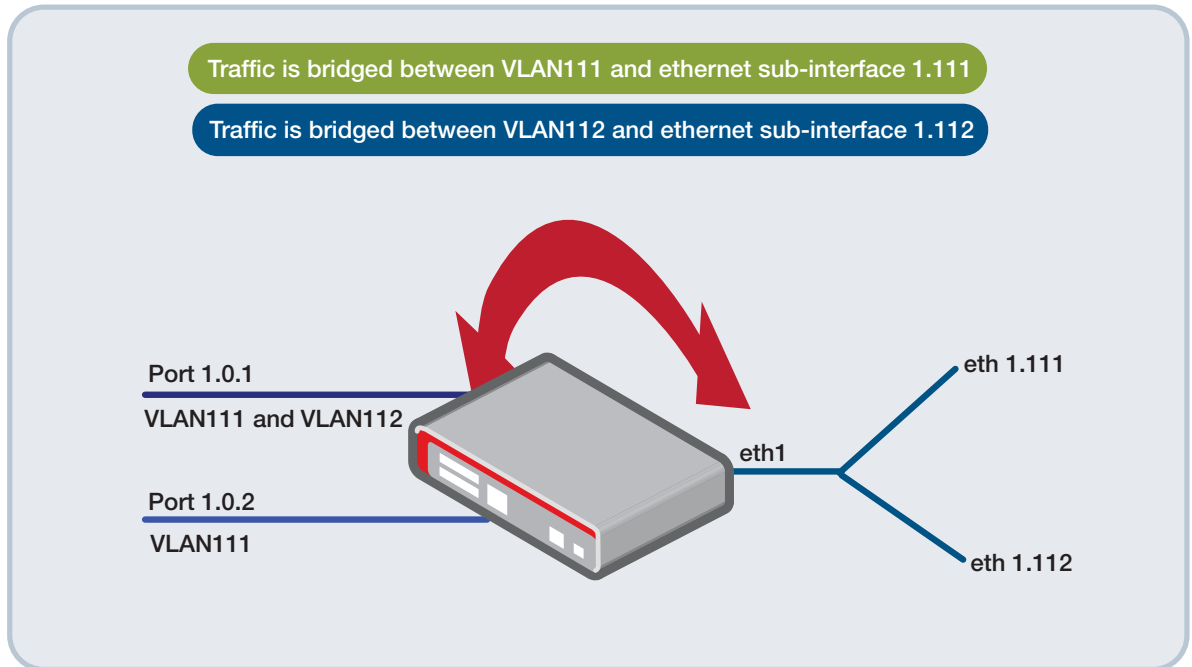 Traffic is bridged between VLAN111 and ethernet sub-interface 1.111
Traffic is bridged between VLAN112 and ethernet sub-interface 1.112
Port 1.0.1
VLAN111 and VLAN112
Port 1.0.2
VLAN111
eth1
eth 1.111
eth 1.112